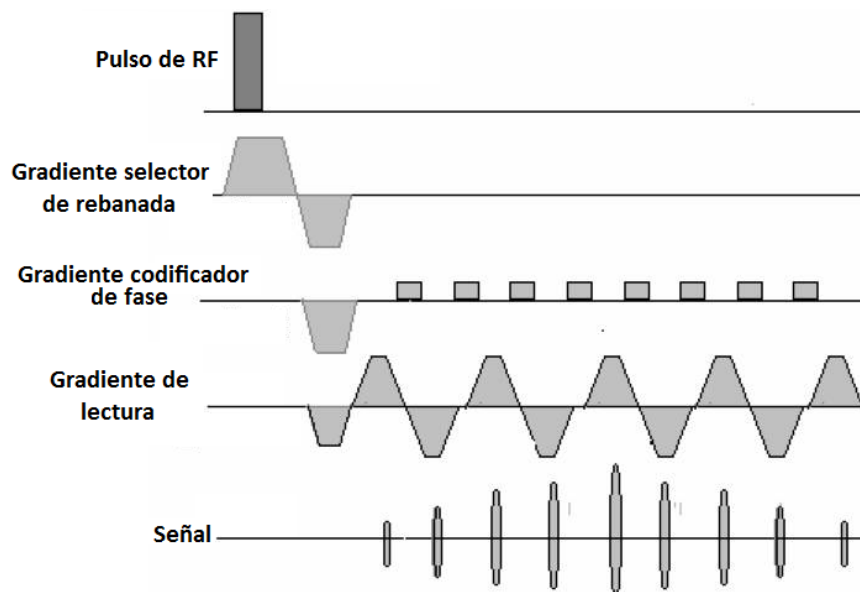 Pulso de RF
Gradiente selector
de rebanada
Gradiente codificador
de fase
Gradiente de
lectura
Señal